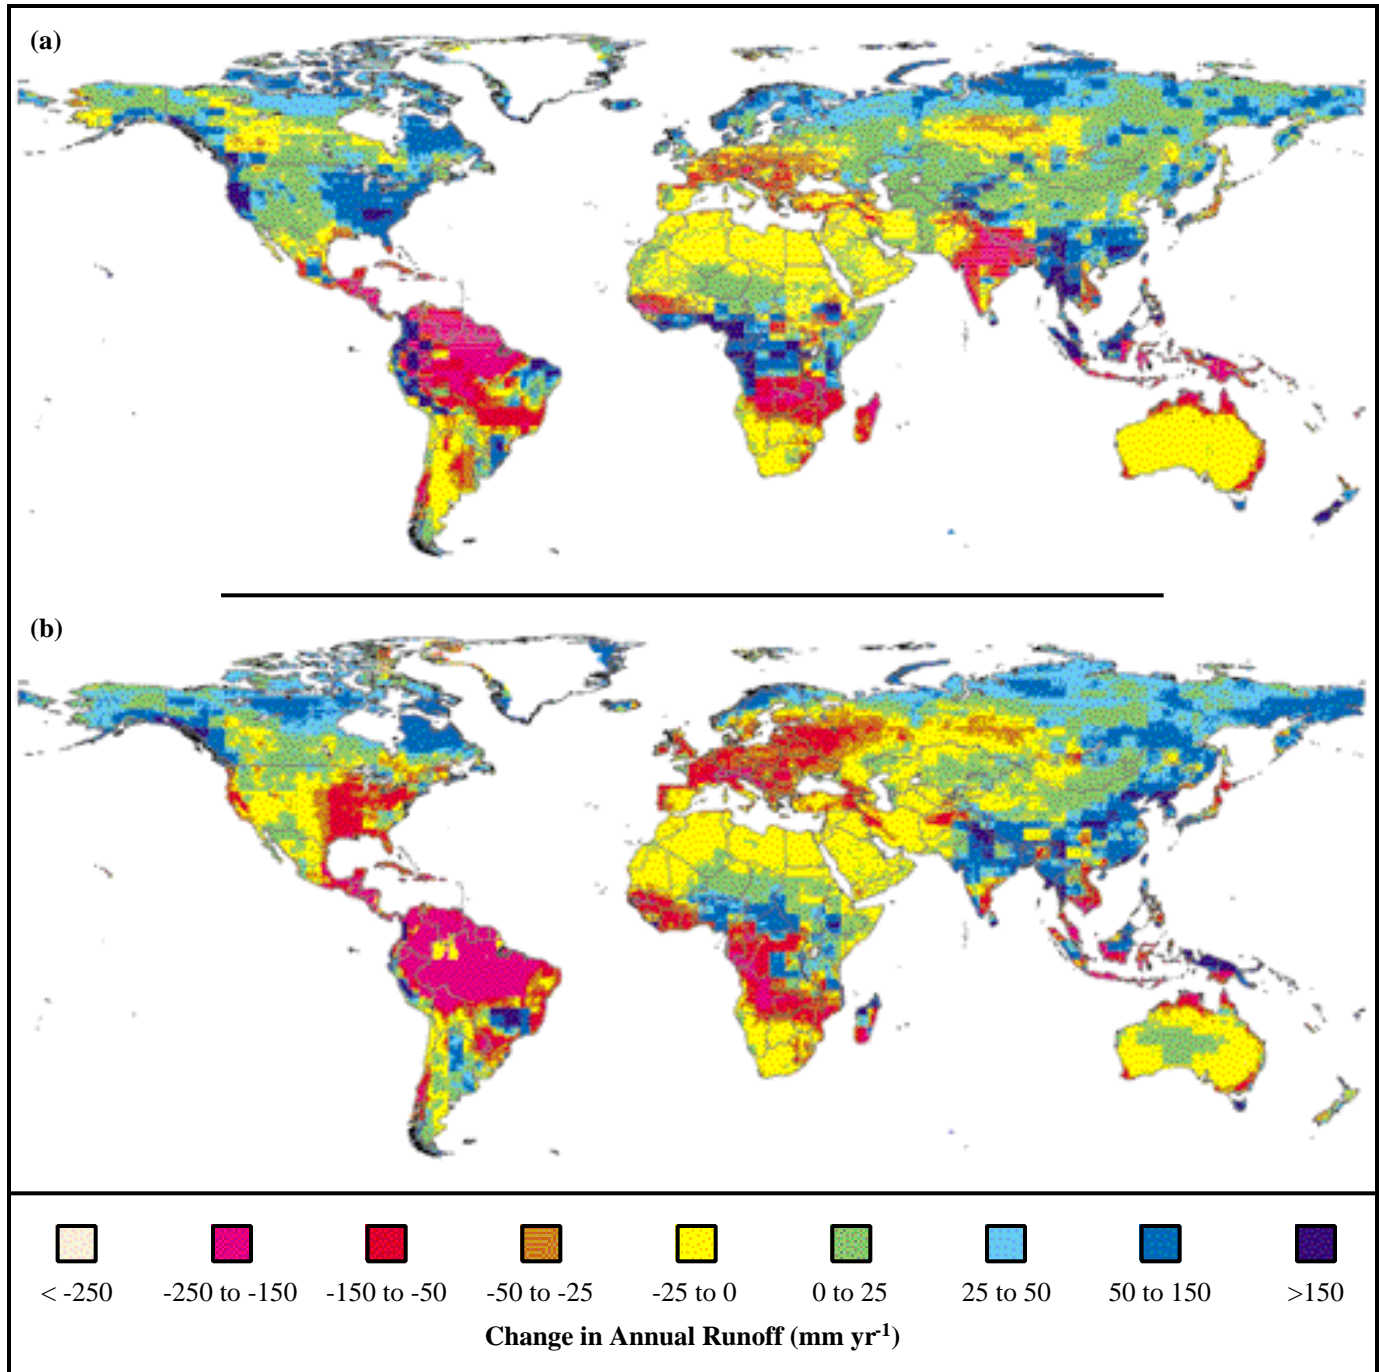 (a)
(b)
< -250
-250 to -150
-150 to -50
-50 to -25
-25 to 0
0 to 25
25 to 50
50 to 150
>150
Change in Annual Runoff (mm yr-1)